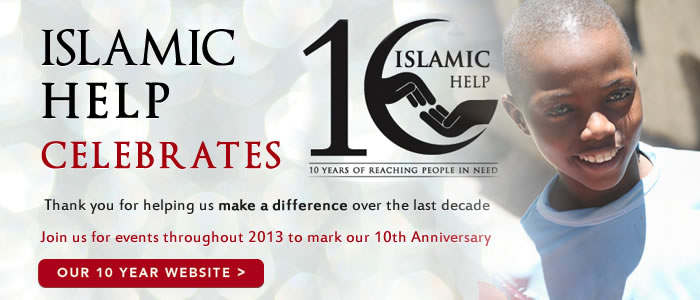 ISLAMIC
HELP
CELEBRATES
10
ISLAMIC
HELP
10 YEARS OF REACHING PEOPLE IN NEED
Thank you for helping us make a difference over the last decade
Join us for events throughout 2013 to mark our 10th Anniversary
OUR 10 YEAR WEBSITE >